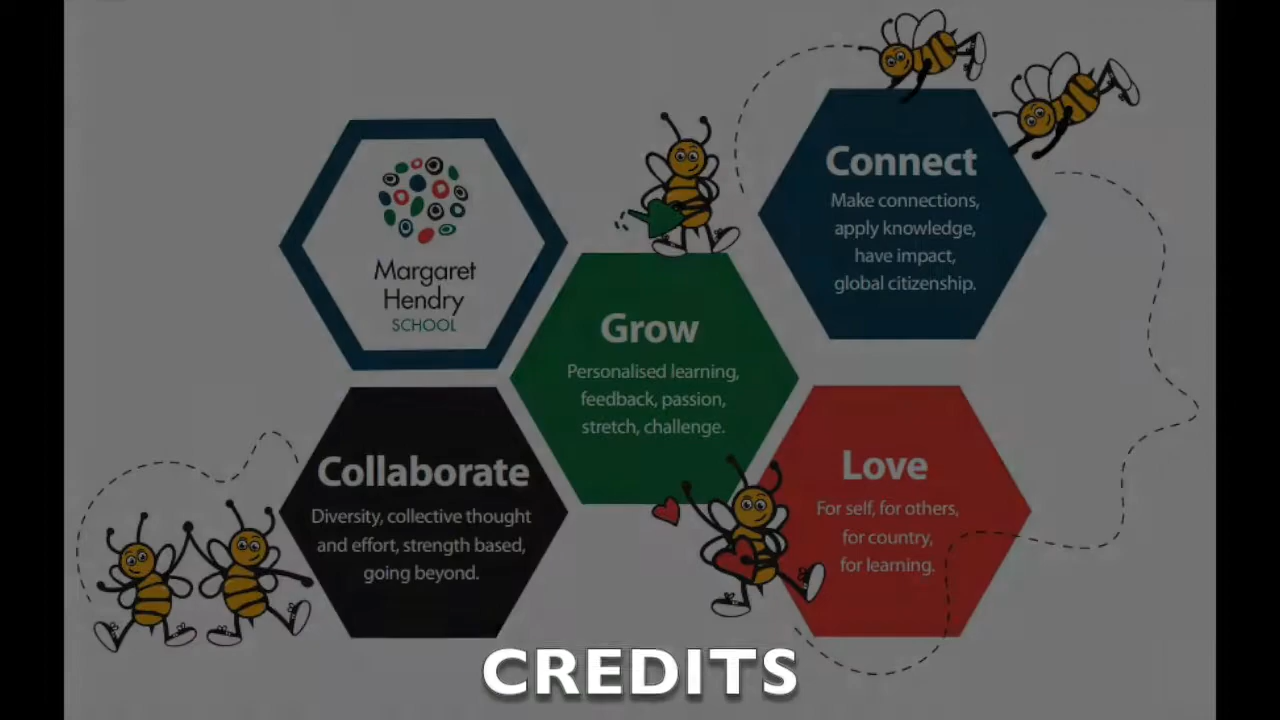 Margaret
Hendry
SCHOOL
Connect
Make connections,
apply knowledge,
have impact,
global citizenship.
Grow
Personalised learning,
feedback, passion,
stretch, challenge.
Collaborate
Diversity, collective thought
and effort, strength based,
going beyond.
Love
For self, for others,
for country,
for learning.
CREDITS